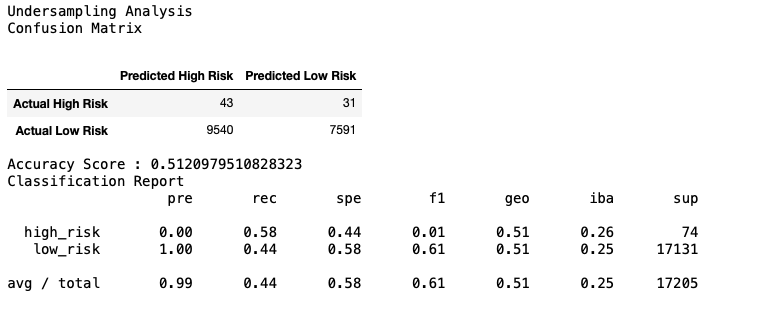 Undersampling Analysis
Confusion Matrix
Predicted High Risk Predicted Low Risk
Actual High Risk 43 31
Actual Low Risk 9540 7591
Accuracy Score : 0.5120979510828323
Classification Report
pre rec spe f1 geo iba sup
high_risk 0.00 0.58 0.44 0.01 0.51 0.26 74
low_risk 1.00 0.44 0.58 0.61 0.51 0.25 17131
avg / total 0.99 0.44 0.58 0.61 0.51 0.25 17205